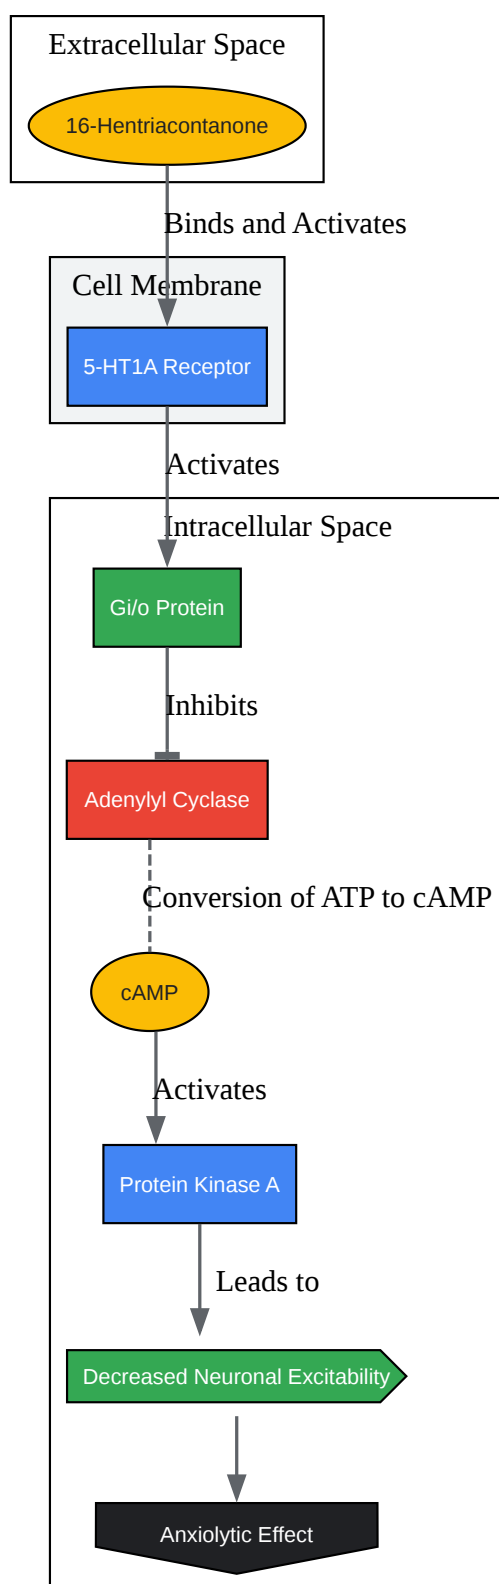 Extracellular Space
16-Hentriacontanone
Binds and Activates
Cell Membrane
5-HT1A Receptor
Activates
Intracellular Space
Gi/o Protein
Inhibits
Adenylyl Cyclase
Conversion of ATP to cAMP
cAMP
Activates
Protein Kinase A
Leads to
Decreased Neuronal Excitability
Anxiolytic Effect